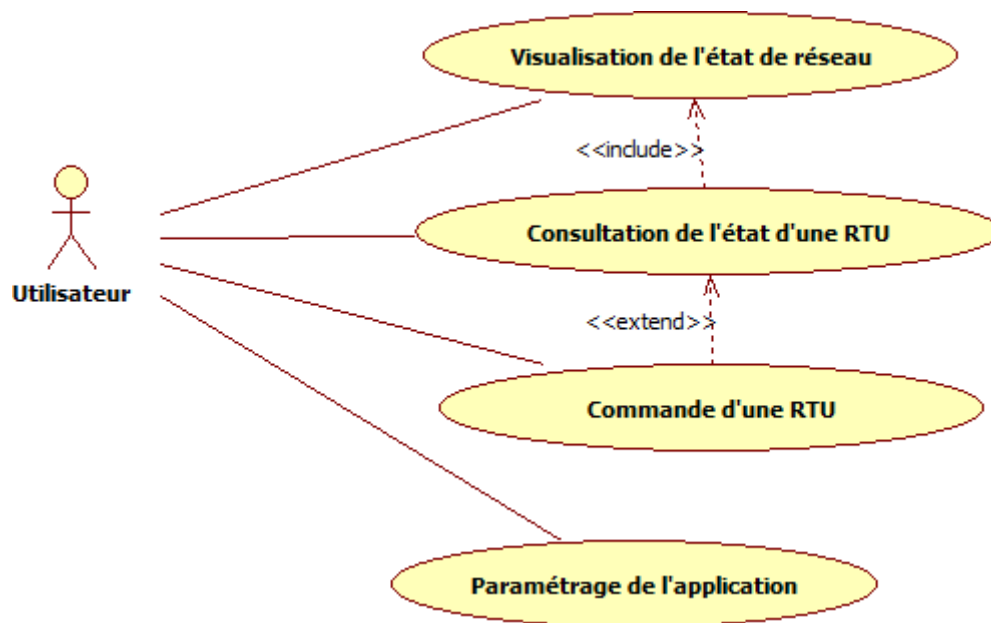 Visualisation de l'état de réseau
<<include>>
Consultation de l'état d'une RTU
Utilisateur
<<extend>>
Commande d'une RTU
Paramétrage de l'application